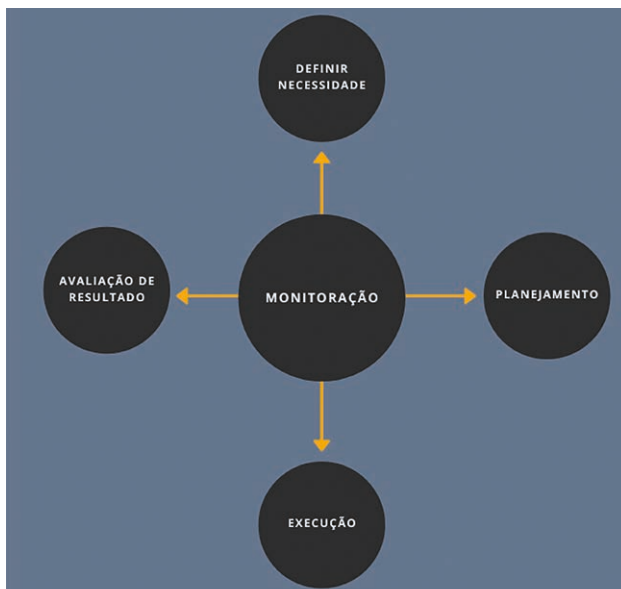 DEFINIR
NECESSIDADE
AVALIAÇÃO DE
RESULTADO
MONITORAÇÃO
PLANEJAMENTO
EXECUÇÃO